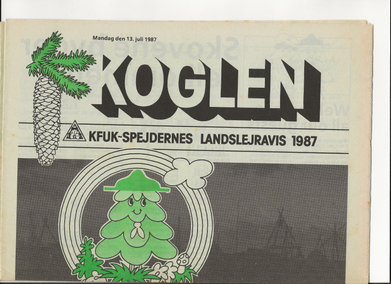 Mandag den 13. juli 1987
KOGLEN
KFUK-SPEJDERNES LANDSLEJRAVIS 1987